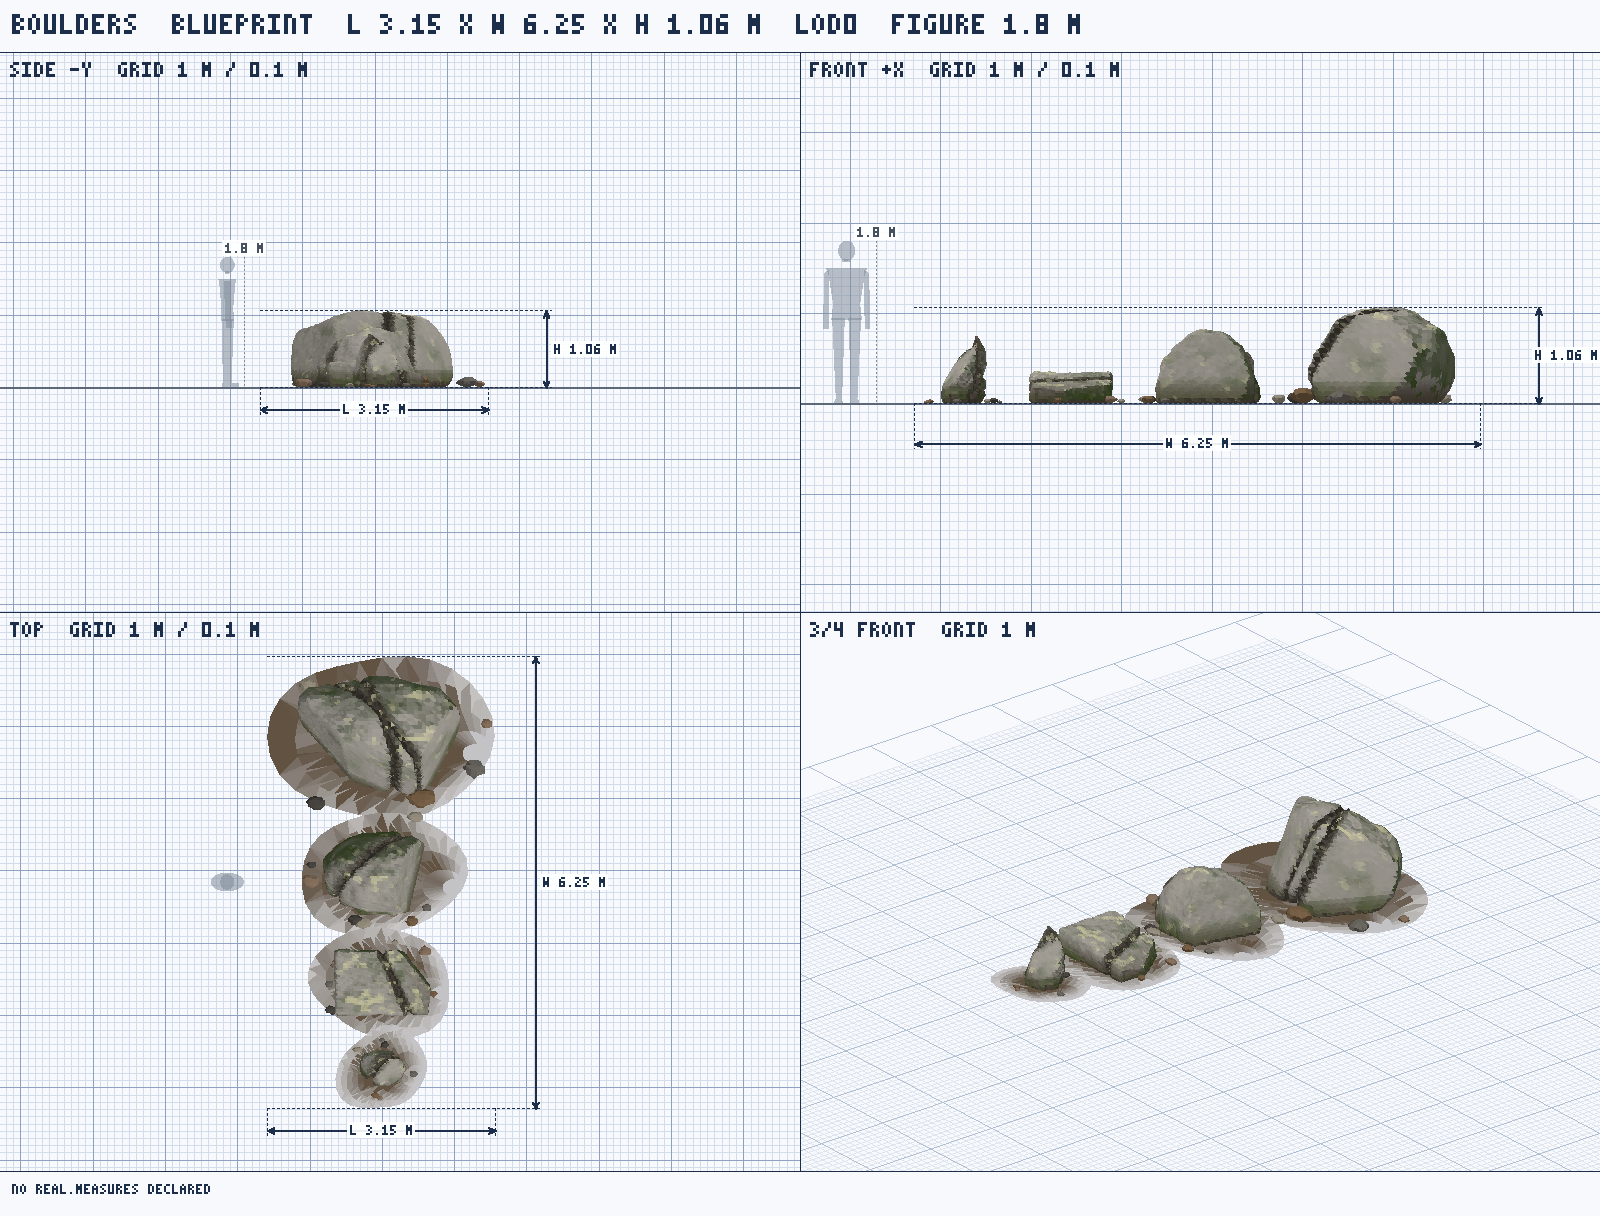 BOULDERS BLUEPRINT L 3.15 X W 6.25 X H 1.06 M LOD0 FIGURE 1.8 M
SIDE -Y GRID 1 M / 0.1 M
1.8 M
H 1.06 M
L 3.15 M
FRONT +X GRID 1 M / 0.1 M
1.8 M
H 1.06 M
W 6.25 M
TOP GRID 1 M / 0.1 M
W 6.25 M
L 3.15 M
3/4 FRONT GRID 1 M
NO REAL.MEASURES DECLARED